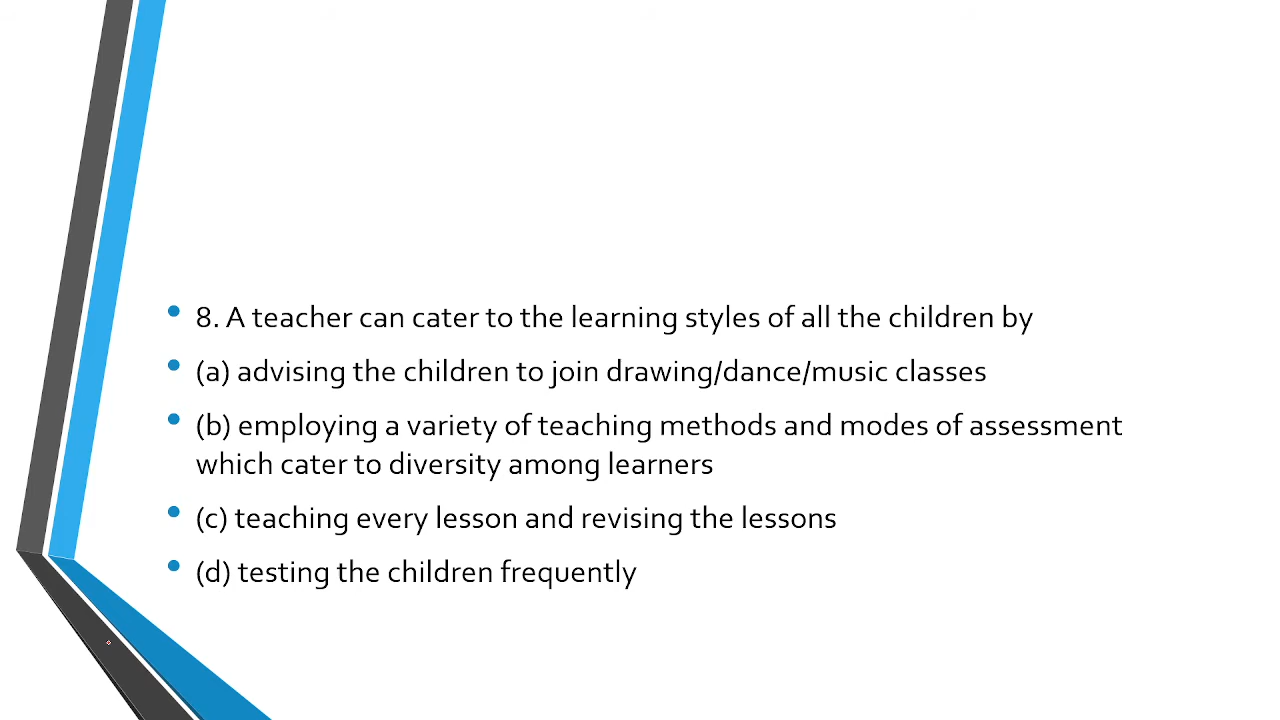 8. A teacher can cater to the learning styles of all the children by
(a) advising the children to join drawing/dance/music classes
(b) employing a variety of teaching methods and modes of assessment
which cater to diversity among learners
(c) teaching every lesson and revising the lessons
(d) testing the children frequently